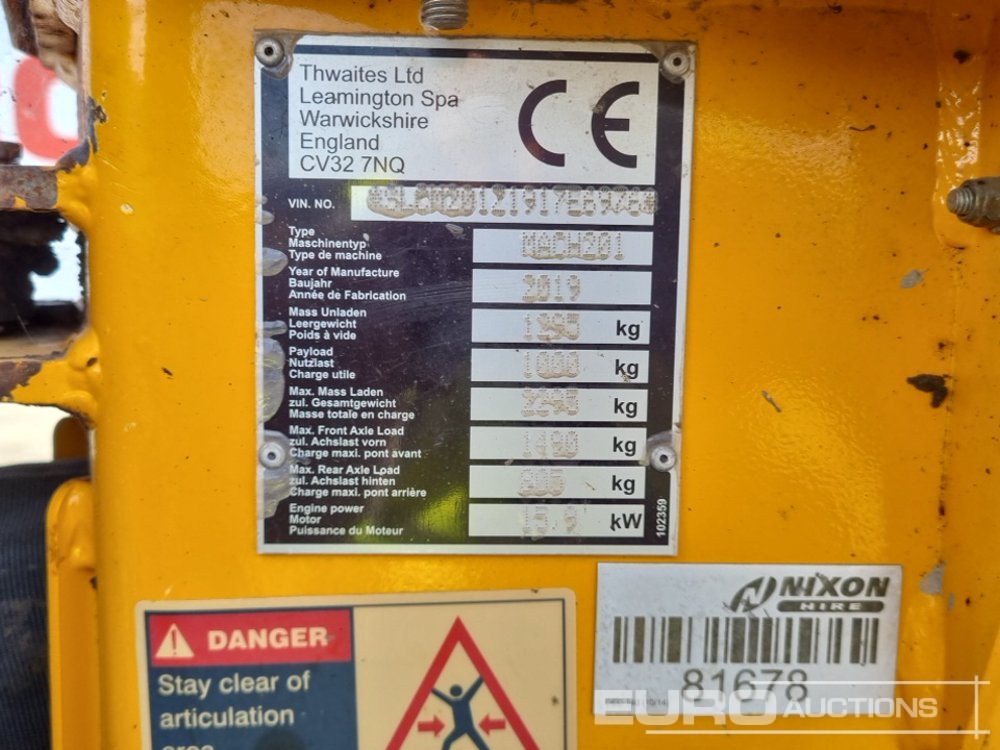 Thwaites Ltd
Leamington Spa
Warwickshire
England
CV32 7NQ
CE
VIN. NO.
Type
Maschinentyp
Type de machine
MACH201
Year of Manufacture
Baujahr
Année de Fabrication
2019
Mass Unladen
Leergewicht
Poids à vide
kg
Payload
Nutzlast
Charge utile
1000 kg
Max. Mass Laden
zul. Gesamtgewicht
Masse totale en charge
kg
Max. Front Axle Load
zul. Achslast vorn
Charge maxi. pont avant
1490 kg
Max. Rear Axle Load
zul. Achslast hinten
Charge maxi. pont arrière
kg
Engine power
Motor
Puissance du Moteur
kW
102359
NIXON
HIRE
81678
DANGER
Stay clear of
articulation
area
EURO AUCTIONS